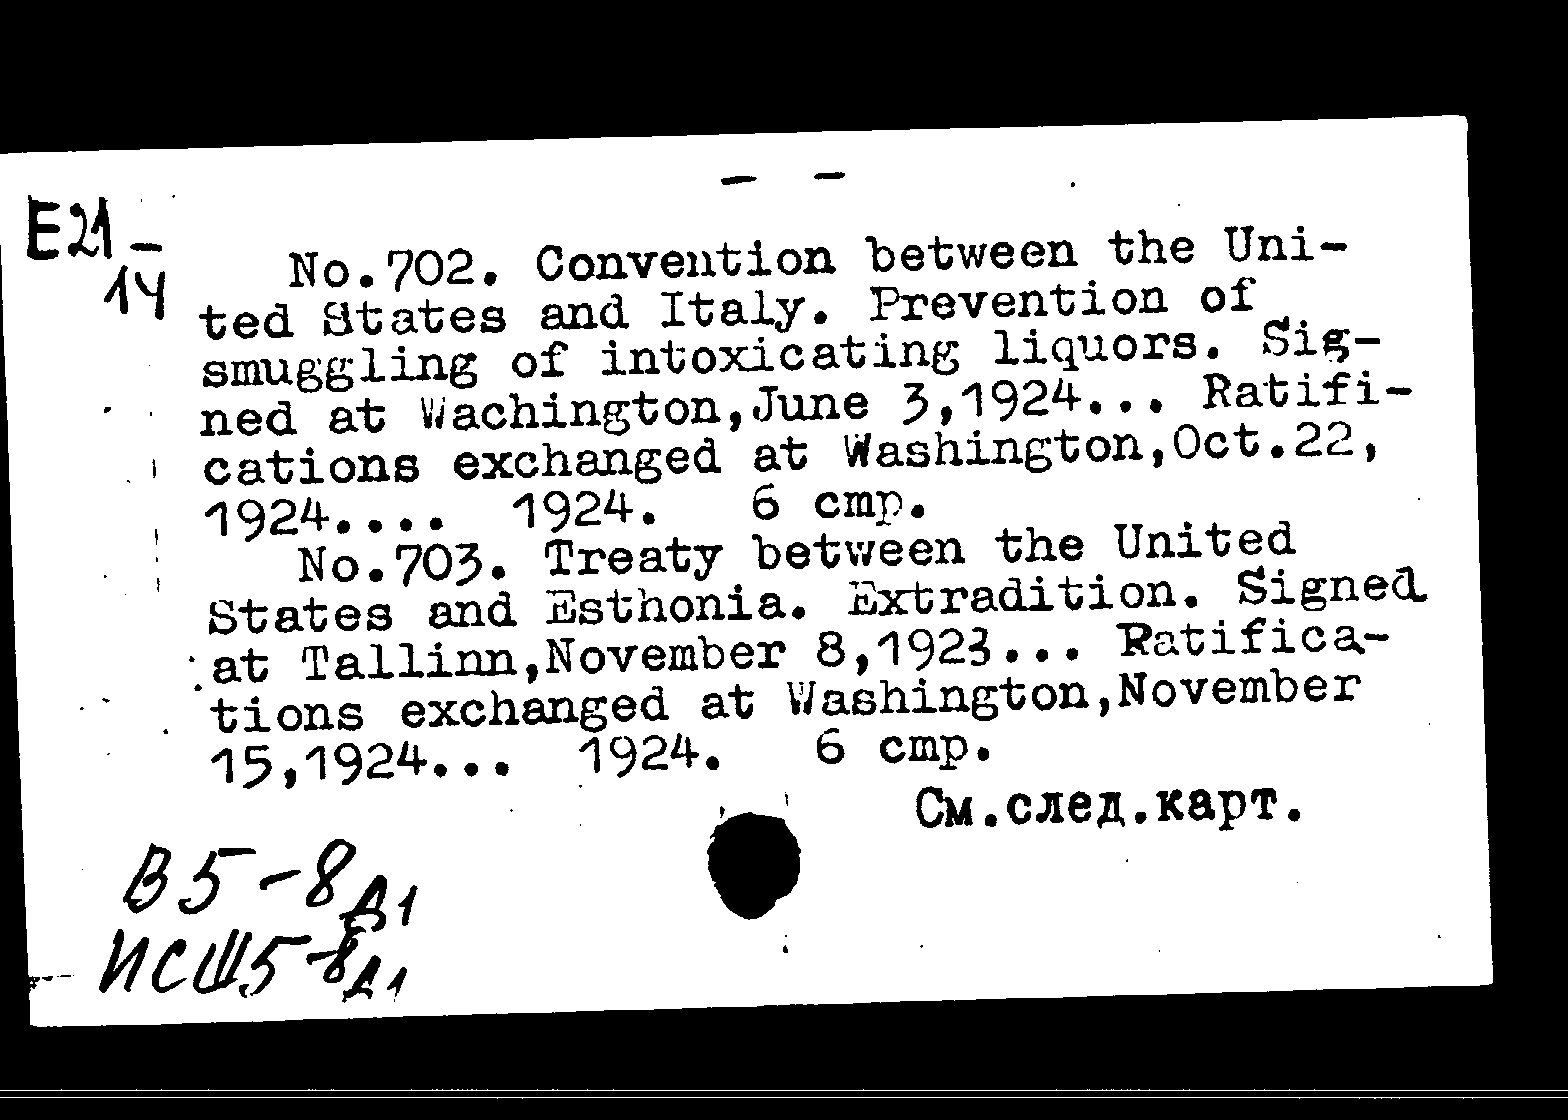 — —
E21 —
14
No.702. Convention between the Uni-
ted States and Italy. Prevention of
smuggling of intoxicating liquors. Sig-
ned at Wachington,June 3,1924... Ratifi-
cations exchanged at Washington,Oct.22,
1924.... 1924. 6 cmp.
No.703. Treaty between the United
States and Esthonia. Extradition. Signed
at Tallinn,November 8,1923... Ratifica-
tions exchanged at Washington,November
15,1924... 1924. 6 cmp.
См.след.карт.
В5-8Д1
ИСШ5-8Д1